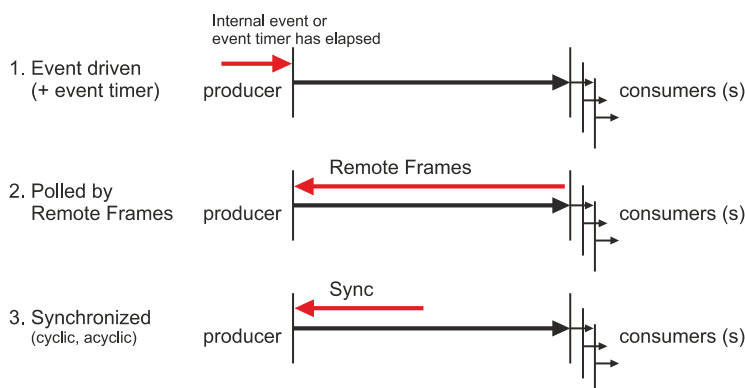 Internal event or
event timer has elapsed
1. Event driven
(+ event timer)
producer
consumers (s)
Remote Frames
2. Polled by
Remote Frames
producer
consumers (s)
Sync
3. Synchronized
(cyclic, acyclic)
producer
consumers (s)